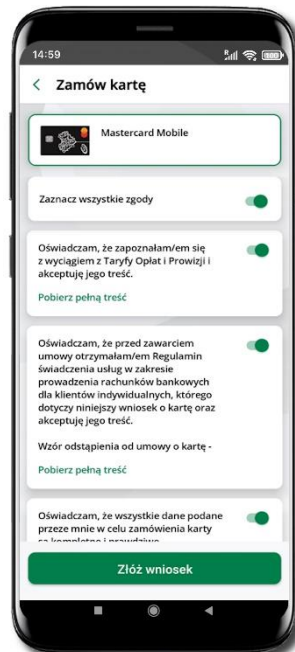 14:59
Zamów kartę
Mastercard Mobile
Zaznacz wszystkie zgody
Oświadczam, że zapoznałam/em się
z wyciągiem z Taryfy Opłat i Prowizji i
akceptuję jego treść.
Pobierz pełną treść
Oświadczam, że przed zawarciem
umowy otrzymałam/em Regulamin
świadczenia usług w zakresie
prowadzenia rachunków bankowych
dla klientów indywidualnych, którego
dotyczy niniejszy wniosek o kartę oraz
akceptuję jego treść.
Wzór odstąpienia od umowy o kartę -
Pobierz pełną treść
Oświadczam, że wszystkie dane podane
przeze mnie w celu zamówienia karty
są kompletne i prawdziwe
Złóż wniosek